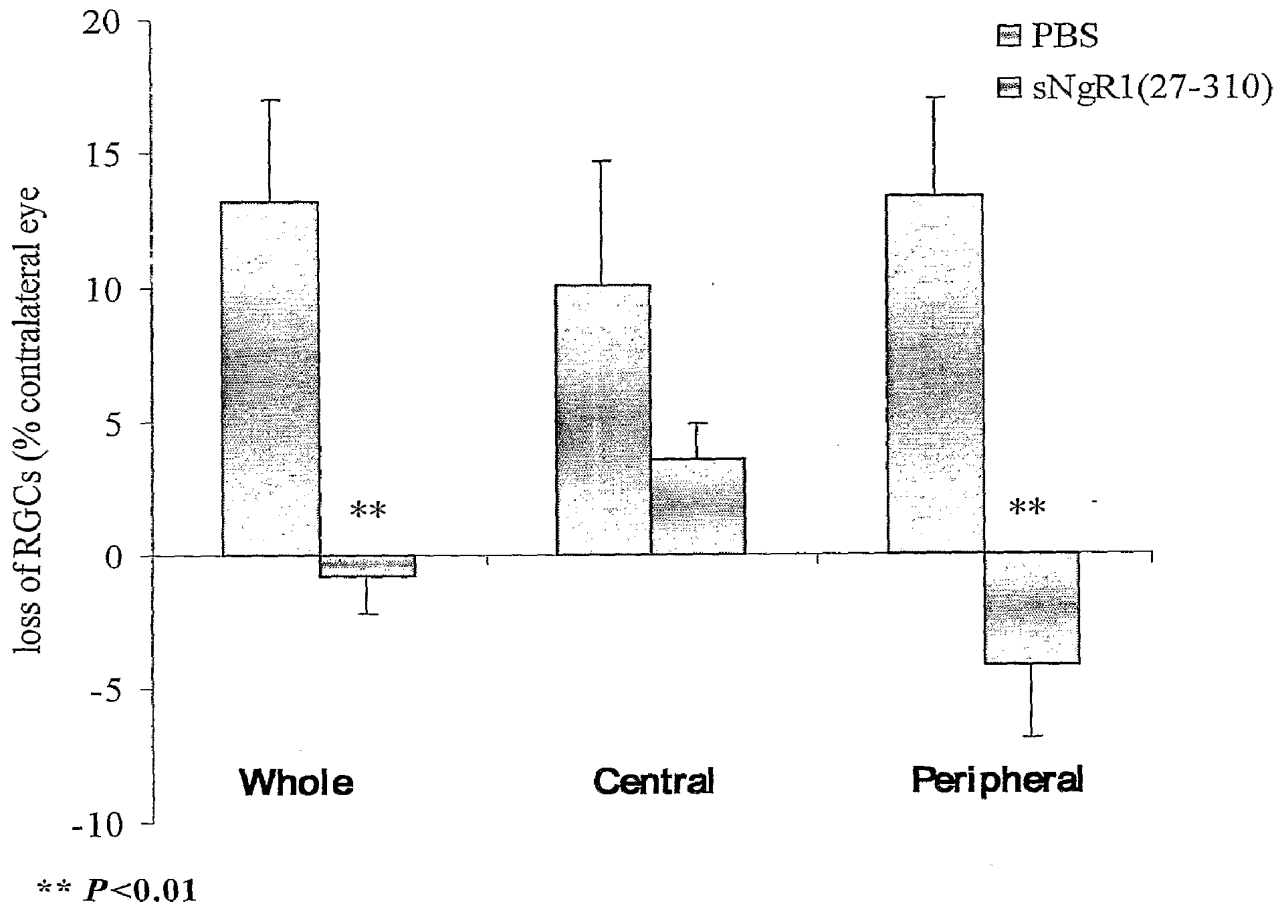 20
15
10
5
0
-5
-10
loss of RGCs (% contralateral eye
PBS
sNgR1(27-310)
**
**
Whole
Central
Peripheral
** P<0.01